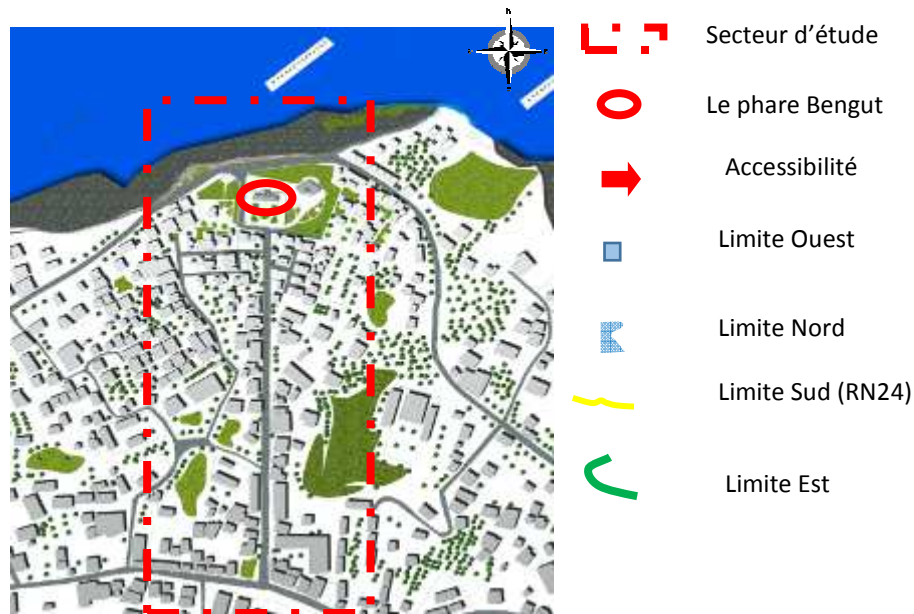 Secteur d'étude
Le phare Bengut
Accessibilité
Limite Ouest
Limite Nord
Limite Sud (RN24)
Limite Est